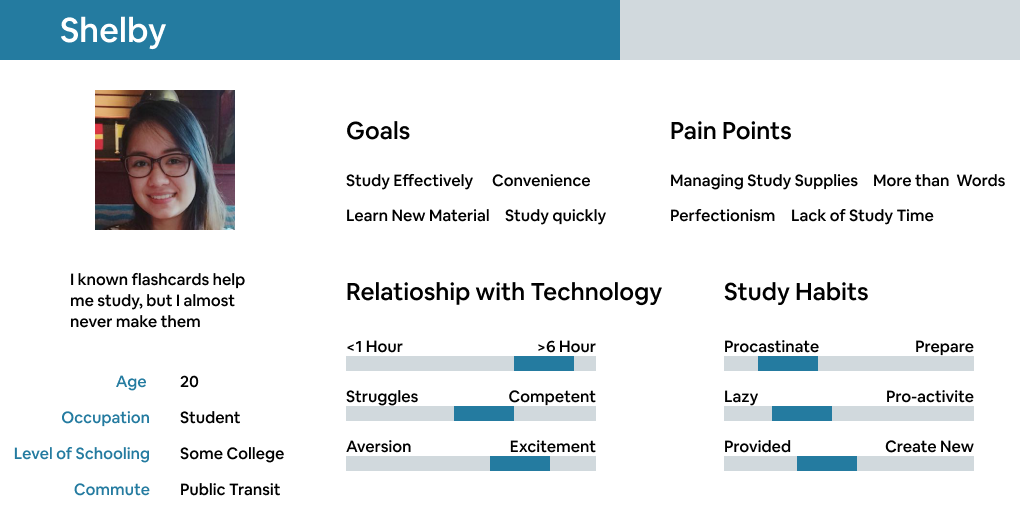 Shelby
I known flashcards help
me study, but I almost
never make them
Age 20
Occupation Student
Level of Schooling Some College
Commute Public Transit
Goals
Study Effectively Convenience
Learn New Material Study quickly
Pain Points
Managing Study Supplies More than Words
Perfectionism Lack of Study Time
Relatioship with Technology
<1 Hour >6 Hour
Struggles Competent
Aversion Excitement
Study Habits
Procastinate Prepare
Lazy Pro-activite
Provided Create New